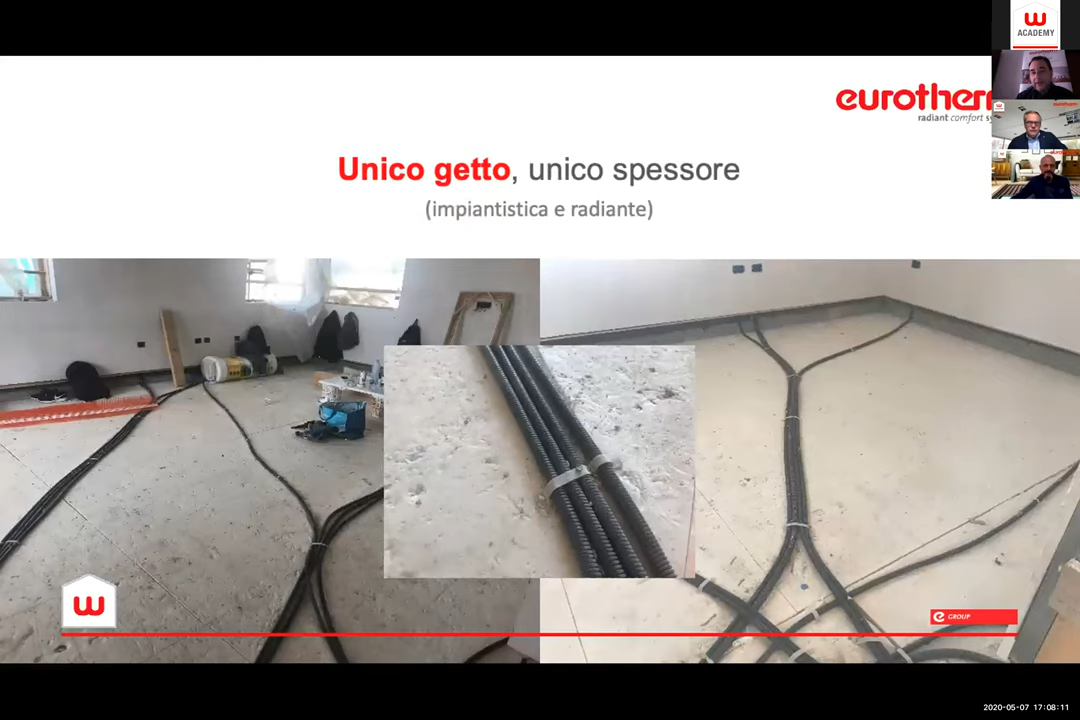 W
ACADEMY
eurotherm
radiant comfort sy
Unico getto, unico spessore
(impiantistica e radiante)
W
e GROUP
2020-05-07 17:08:11